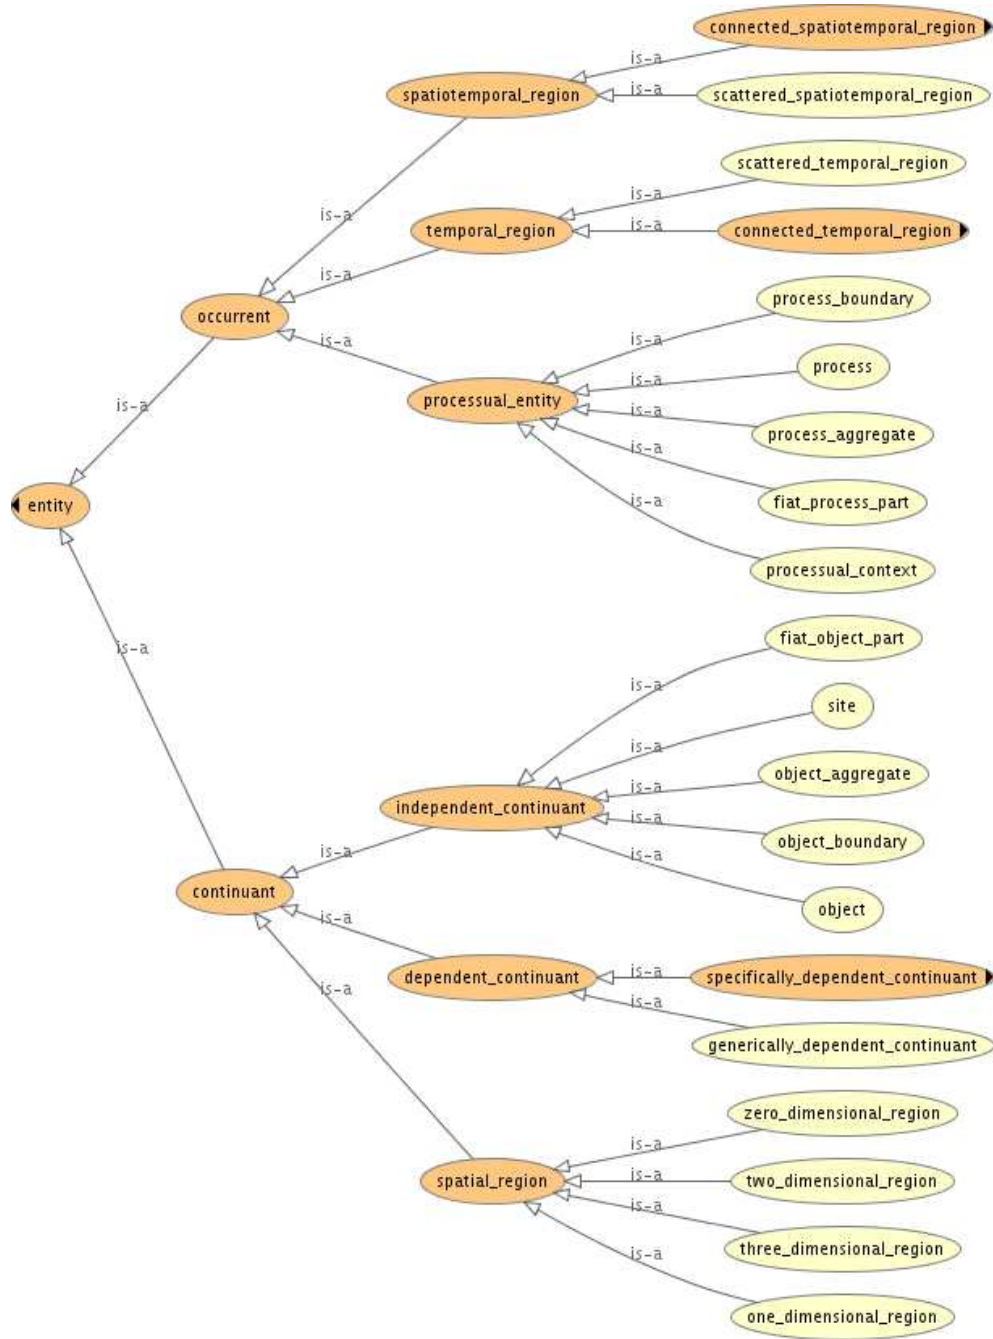 connected_spatiotemporal_region
is-a
spatiotemporal_region
is-a
scattered_spatiotemporal_region
scattered_temporal_region
is-a
is-a
temporal_region
is-a
connected_temporal_region
is-a
process_boundary
occurrent
is-a
is-a
process
is-a
processual_entity
is-a
is-a
process_aggregate
is-a
fiat_process_part
entity
is-a
processual_context
fiat_object_part
is-a
is-a
site
is-a
object_aggregate
is-a
independent_continuant
is-a
object_boundary
is-a
is-a
continuant
object
is-a
dependent_continuant
is-a
specifically_dependent_continuant
is-a
is-a
generically_dependent_continuant
zero_dimensional_region
is-a
spatial_region
is-a
two_dimensional_region
is-a
three_dimensional_region
is-a
one_dimensional_region